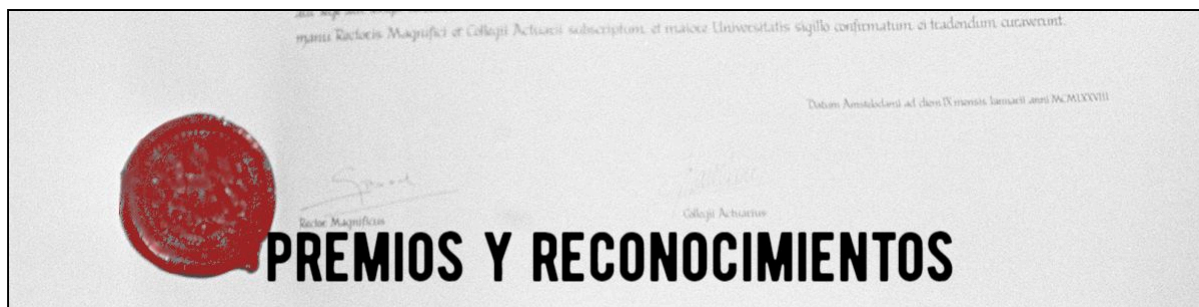 manu Rectoris Magnifici et Collegii Actuarii subscriptum, et maiore Universitatis sigillo confirmatum ei tradendum curaverunt.
Datum Amstelodami ad diem IX mensis Ianuarii anni MCMLXXVIII
Rector Magnificus
Collegii Actuarius
PREMIOS Y RECONOCIMIENTOS